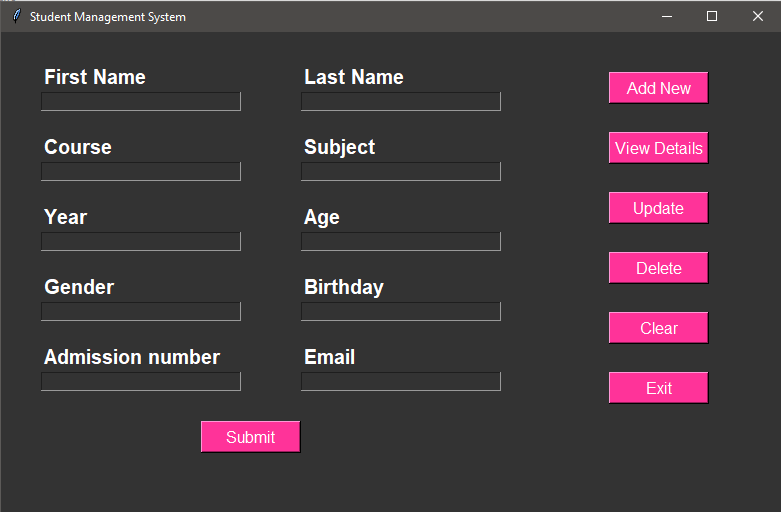 Student Management System
First Name
Last Name
Add New
Course
Subject
View Details
Year
Age
Update
Gender
Birthday
Delete
Admission number
Email
Clear
Exit
Submit